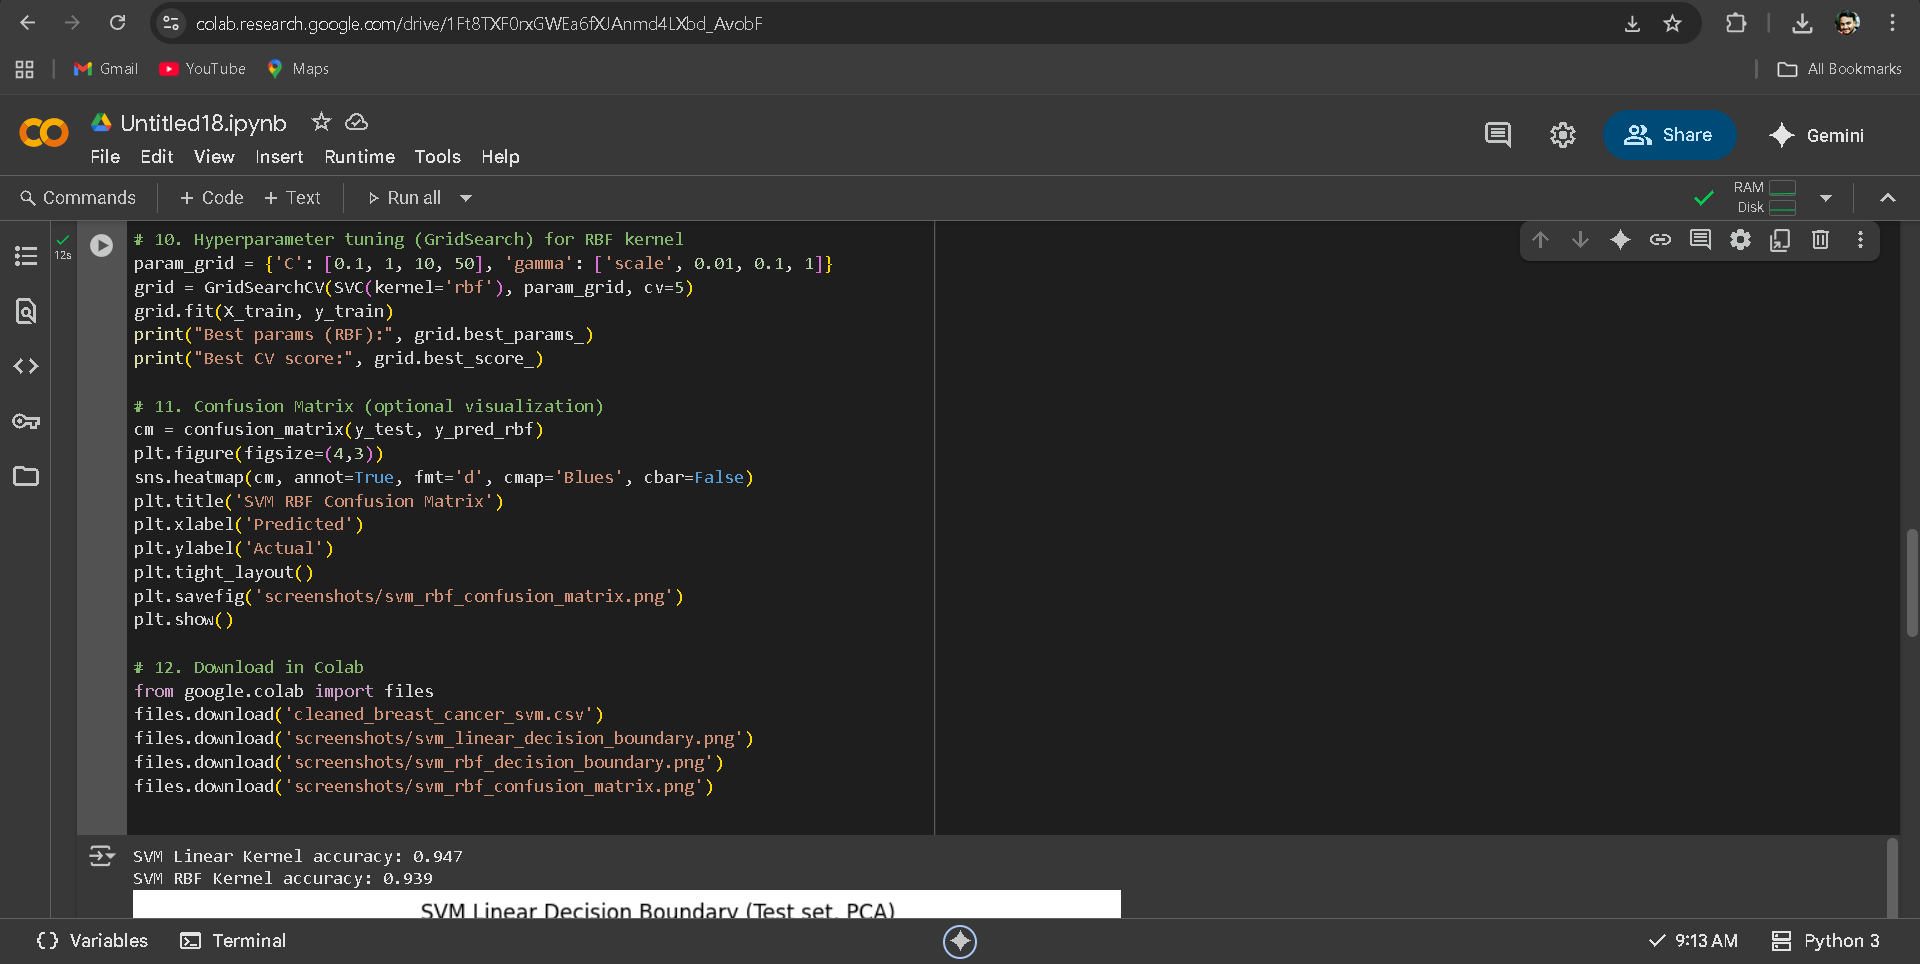 colab.research.google.com/drive/1Ft8TXF0rxGWEa6fXJAnmd4LXbd_AvobF
Gmail YouTube Maps All Bookmarks
CO Untitled18.ipynb
File Edit View Insert Runtime Tools Help Share Gemini
Commands + Code + Text Run all RAM
Disk
12s
# 10. Hyperparameter tuning (GridSearch) for RBF kernel
param_grid = {'C': [0.1, 1, 10, 50], 'gamma': ['scale', 0.01, 0.1, 1]}
grid = GridSearchCV(SVC(kernel='rbf'), param_grid, cv=5)
grid.fit(X_train, y_train)
print("Best params (RBF):", grid.best_params_)
print("Best CV score:", grid.best_score_)
# 11. Confusion Matrix (optional visualization)
cm = confusion_matrix(y_test, y_pred_rbf)
plt.figure(figsize=(4,3))
sns.heatmap(cm, annot=True, fmt='d', cmap='Blues', cbar=False)
plt.title('SVM RBF Confusion Matrix')
plt.xlabel('Predicted')
plt.ylabel('Actual')
plt.tight_layout()
plt.savefig('screenshots/svm_rbf_confusion_matrix.png')
plt.show()
# 12. Download in Colab
from google.colab import files
files.download('cleaned_breast_cancer_svm.csv')
files.download('screenshots/svm_linear_decision_boundary.png')
files.download('screenshots/svm_rbf_decision_boundary.png')
files.download('screenshots/svm_rbf_confusion_matrix.png')
SVM Linear Kernel accuracy: 0.947
SVM RBF Kernel accuracy: 0.939
SVM Linear Decision Boundary (Test set, PCA)
{} Variables Terminal 9:13 AM Python 3